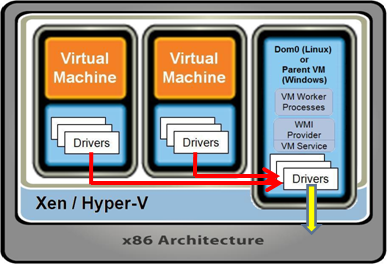 Virtual
Machine
Drivers
Virtual
Machine
Drivers
Dom0 (Linux)
or
Parent VM
(Windows)
VM Worker
Processes
WMI
Provider
VM Service
Drivers
Xen / Hyper-V
x86 Architecture